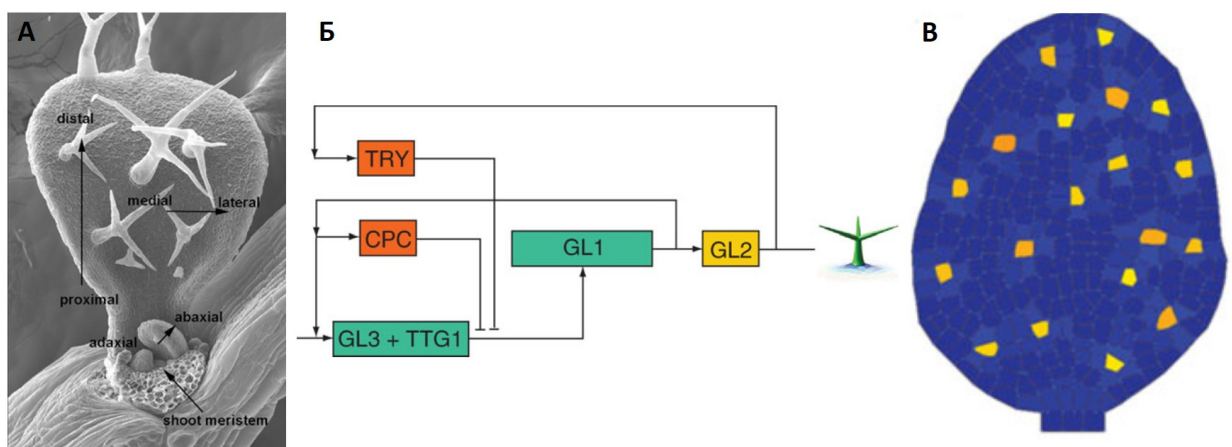 А
distal
medial
lateral
proximal
abaxial
adaxial
shoot meristem
Б
TRY
CPC
GL1
GL2
GL3 + TTG1
В